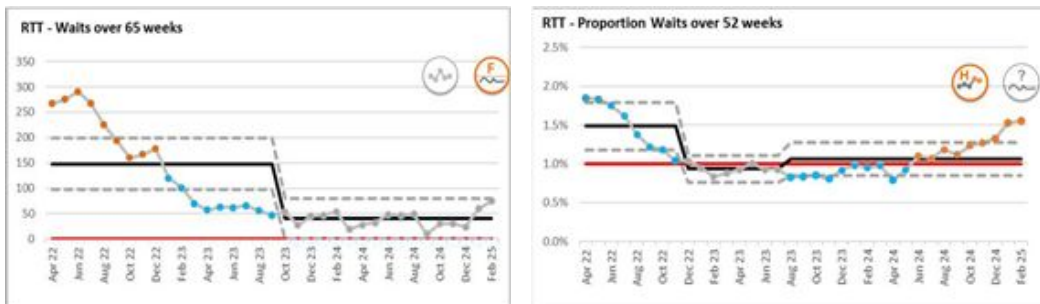 RTT - Waits over 65 weeks
F
350
300
250
200
150
100
50
0
Apr 22
Jun 22
Aug 22
Oct 22
Dec 22
Feb 23
Apr 23
Jun 23
Aug 23
Oct 23
Dec 23
Feb 24
Apr 24
Jun 24
Aug 24
Oct 24
Dec 24
Feb 25
RTT - Proportion Waits over 52 weeks
H
?
2.5%
2.0%
1.5%
1.0%
0.5%
0.0%
Apr 22
Jun 22
Aug 22
Oct 22
Dec 22
Feb 23
Apr 23
Jun 23
Aug 23
Oct 23
Dec 23
Feb 24
Apr 24
Jun 24
Aug 24
Oct 24
Dec 24
Feb 25